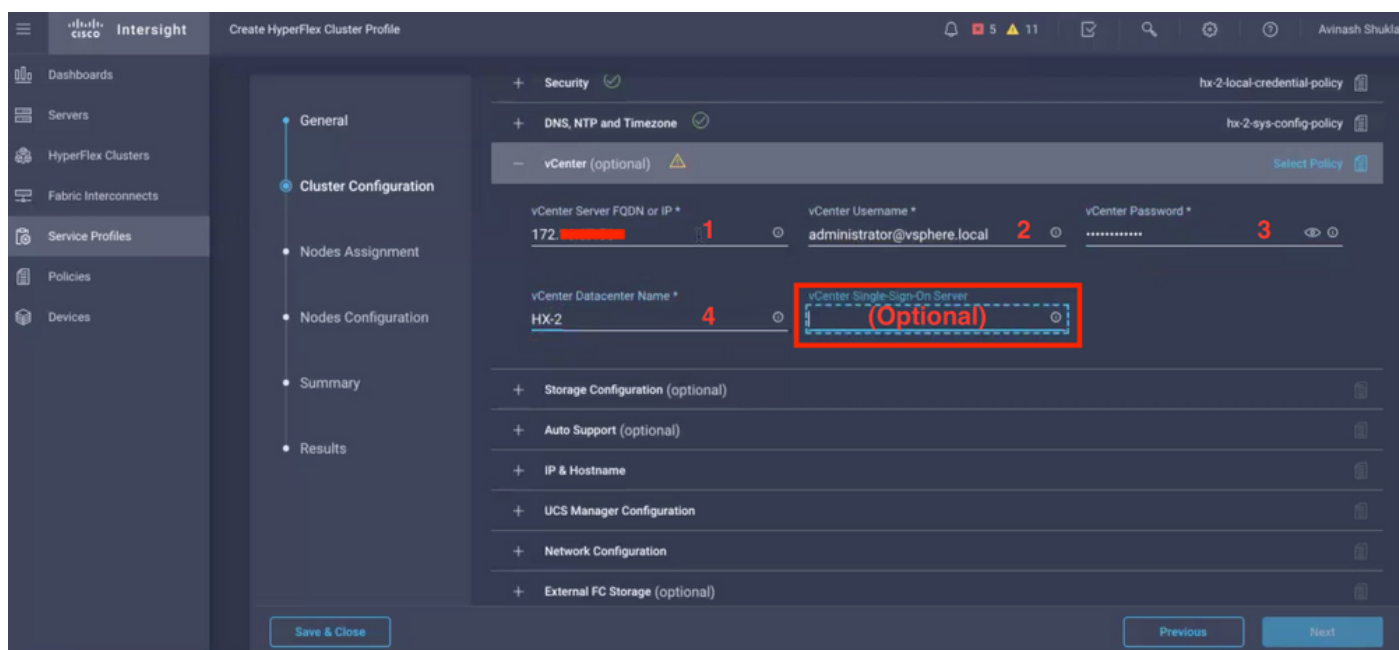 cisco Intersight Create HyperFlex Cluster Profile 5 11 Avinash Shukla
Dashboards
Servers
HyperFlex Clusters
Fabric Interconnects
Service Profiles
Policies
Devices
General
Cluster Configuration
Nodes Assignment
Nodes Configuration
Summary
Results
+ Security hx-2-local-credential-policy
+ DNS, NTP and Timezone hx-2-sys-config-policy
− vCenter (optional) Select Policy
vCenter Server FQDN or IP * vCenter Username * vCenter Password *
172. 1 administrator@vsphere.local 2 ············ 3
vCenter Datacenter Name * vCenter Single-Sign-On Server
HX-2 4 (Optional)
+ Storage Configuration (optional)
+ Auto Support (optional)
+ IP & Hostname
+ UCS Manager Configuration
+ Network Configuration
+ External FC Storage (optional)
Save & Close Previous Next